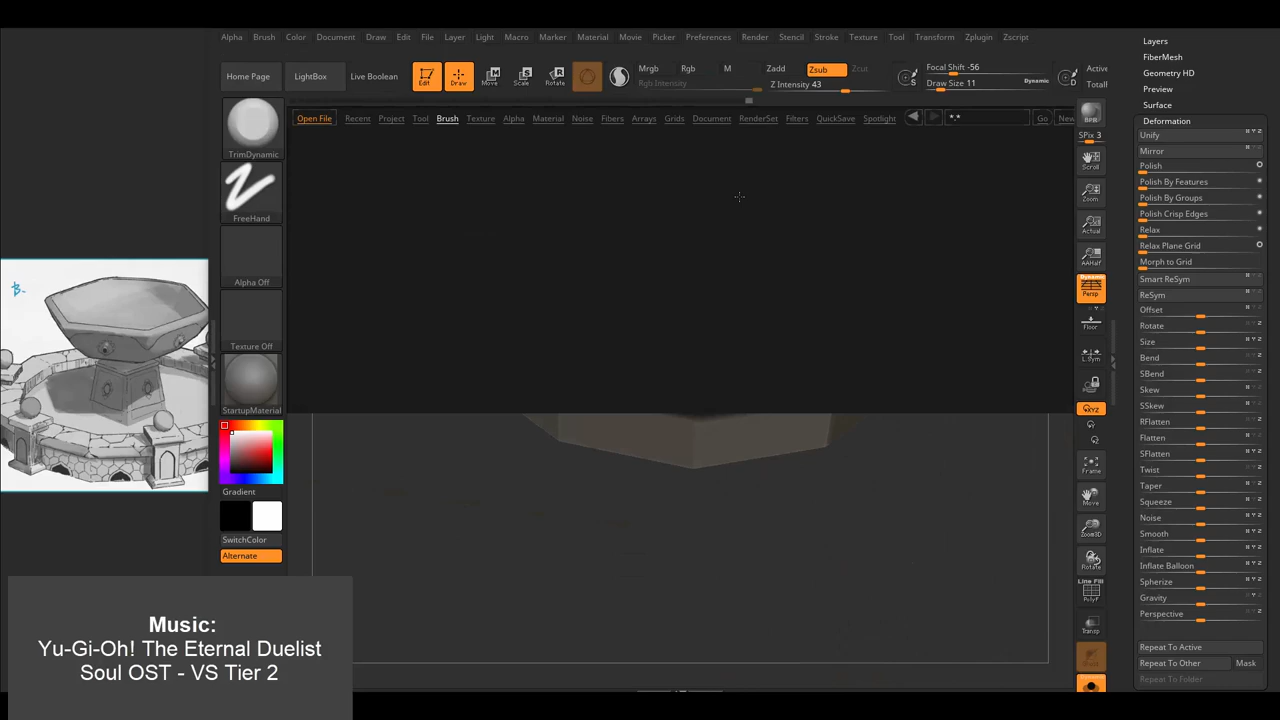 Alpha Brush Color Document Draw Edit File Layer Light Macro Marker Material Movie Picker Preferences Render Stencil Stroke Texture Tool Transform Zplugin Zscript
Home Page LightBox Live Boolean Edit Draw Move Scale Rotate
Mrgb Rgb M
Rgb Intensity
Zadd Zsub Zcut
Z Intensity 43
S
Focal Shift -56
Draw Size 11 Dynamic
D
Active
Open File Recent Project Tool Brush Texture Alpha Material Noise Fibers Arrays Grids Document RenderSet Filters QuickSave Spotlight *.* Go New
TrimDynamic
FreeHand
Alpha Off
Texture Off
StartupMaterial
Gradient
SwitchColor
Alternate
B.
BPR
SPix 3
Scroll
Zoom
Actual
AAHalf
Dynamic
Persp
Floor
L.Sym
XYZ
Frame
Move
Zoom3D
Rotate
Line Fill
PolyF
Transp
Layers
FiberMesh
Geometry HD
Preview
Surface
Deformation
Unify
Mirror
Polish
Polish By Features
Polish By Groups
Polish Crisp Edges
Relax
Relax Plane Grid
Morph to Grid
Smart ReSym
ReSym
Offset
Rotate
Size
Bend
SBend
Skew
SSkew
RFlatten
Flatten
SFlatten
Twist
Taper
Squeeze
Noise
Smooth
Inflate
Inflate Balloon
Spherize
Gravity
Perspective
Repeat To Active
Repeat To Other Mask
Repeat To Folder
Music:
Yu-Gi-Oh! The Eternal Duelist
Soul OST - VS Tier 2